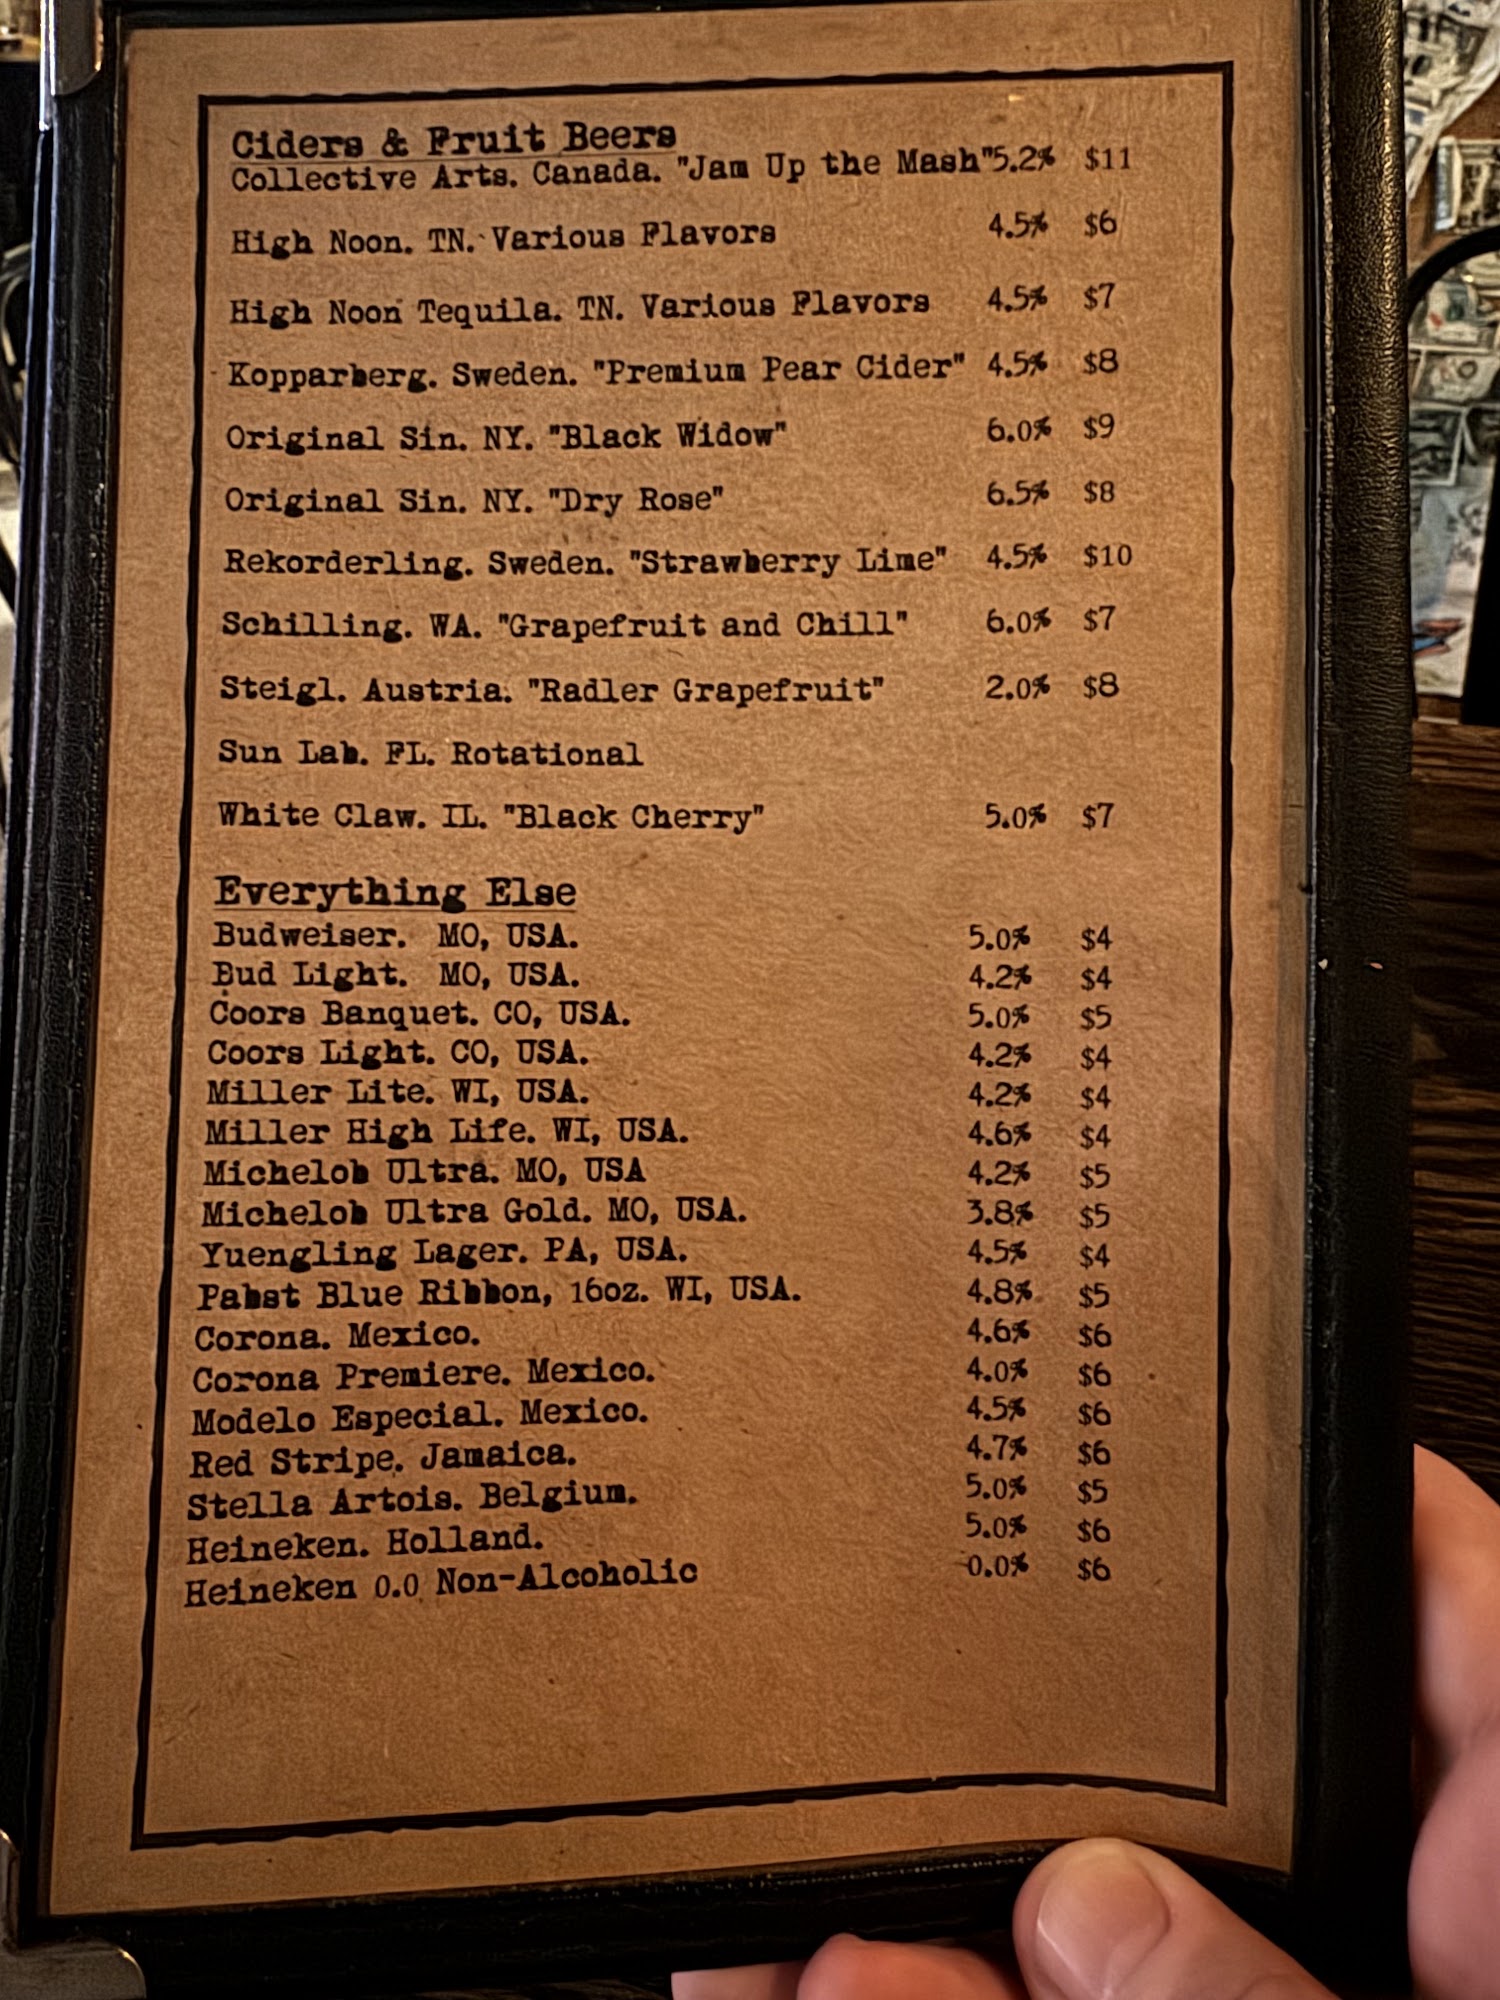 Ciders & Fruit Beers
Collective Arts. Canada. "Jam Up the Mash" 5.2% $11
High Noon. TN. Various Flavors 4.5% $6
High Noon Tequila. TN. Various Flavors 4.5% $7
Kopparberg. Sweden. "Premium Pear Cider" 4.5% $8
Original Sin. NY. "Black Widow" 6.0% $9
Original Sin. NY. "Dry Rose" 6.5% $8
Rekorderling. Sweden. "Strawberry Lime" 4.5% $10
Schilling. WA. "Grapefruit and Chill" 6.0% $7
Steigl. Austria. "Radler Grapefruit" 2.0% $8
Sun Lab. FL. Rotational
White Claw. IL. "Black Cherry" 5.0% $7
Everything Else
Budweiser. MO, USA. 5.0% $4
Bud Light. MO, USA. 4.2% $4
Coors Banquet. CO, USA. 5.0% $5
Coors Light. CO, USA. 4.2% $4
Miller Lite. WI, USA. 4.2% $4
Miller High Life. WI, USA. 4.6% $4
Michelob Ultra. MO, USA 4.2% $5
Michelob Ultra Gold. MO, USA. 3.8% $5
Yuengling Lager. PA, USA. 4.5% $4
Pabst Blue Ribbon, 16oz. WI, USA. 4.8% $5
Corona. Mexico. 4.6% $6
Corona Premiere. Mexico. 4.0% $6
Modelo Especial. Mexico. 4.5% $6
Red Stripe. Jamaica. 4.7% $6
Stella Artois. Belgium. 5.0% $5
Heineken. Holland. 5.0% $6
Heineken 0.0 Non-Alcoholic 0.0% $6